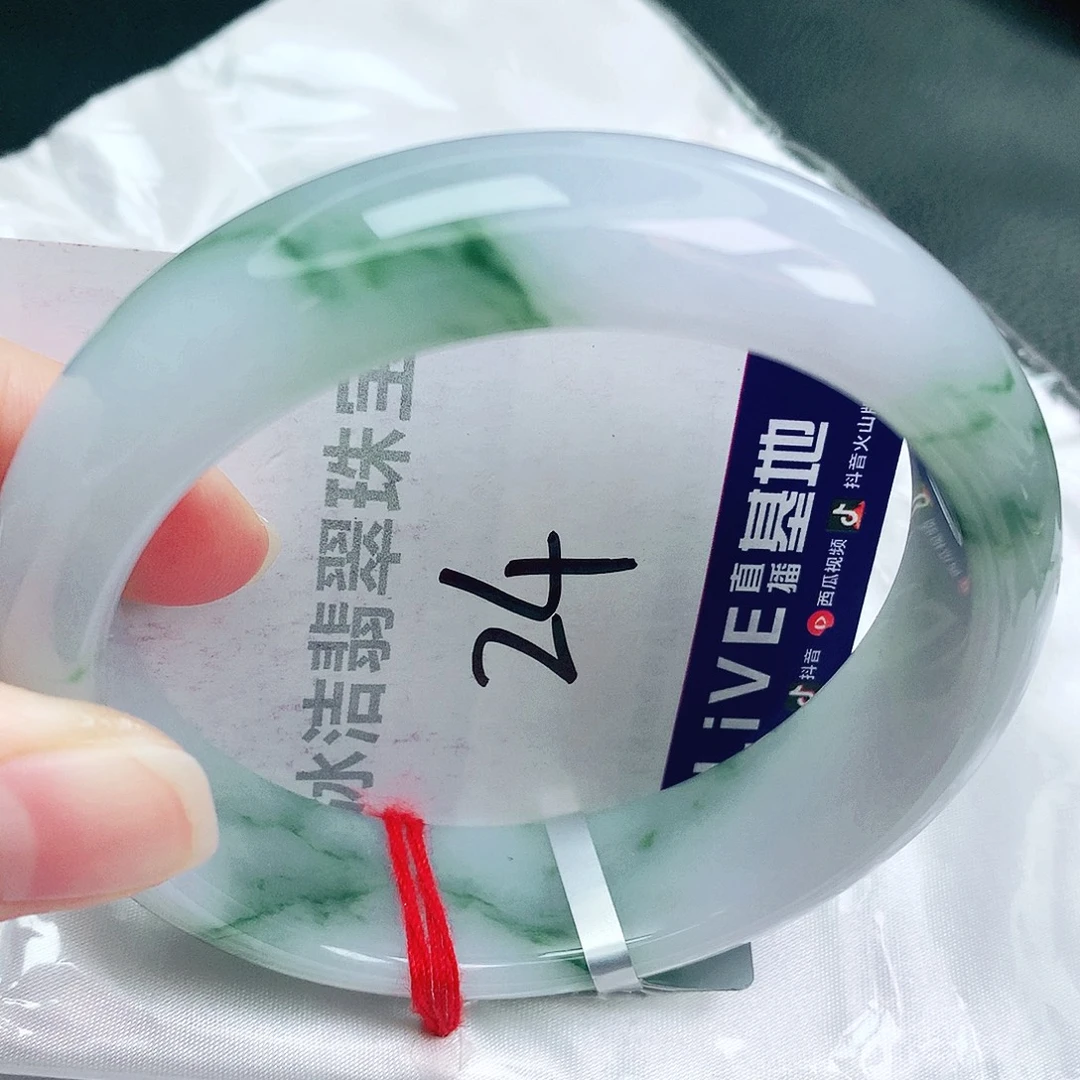 冰洁翡翠珠宝
24
LiVE直播基地
抖音 西瓜视频 抖音火山版